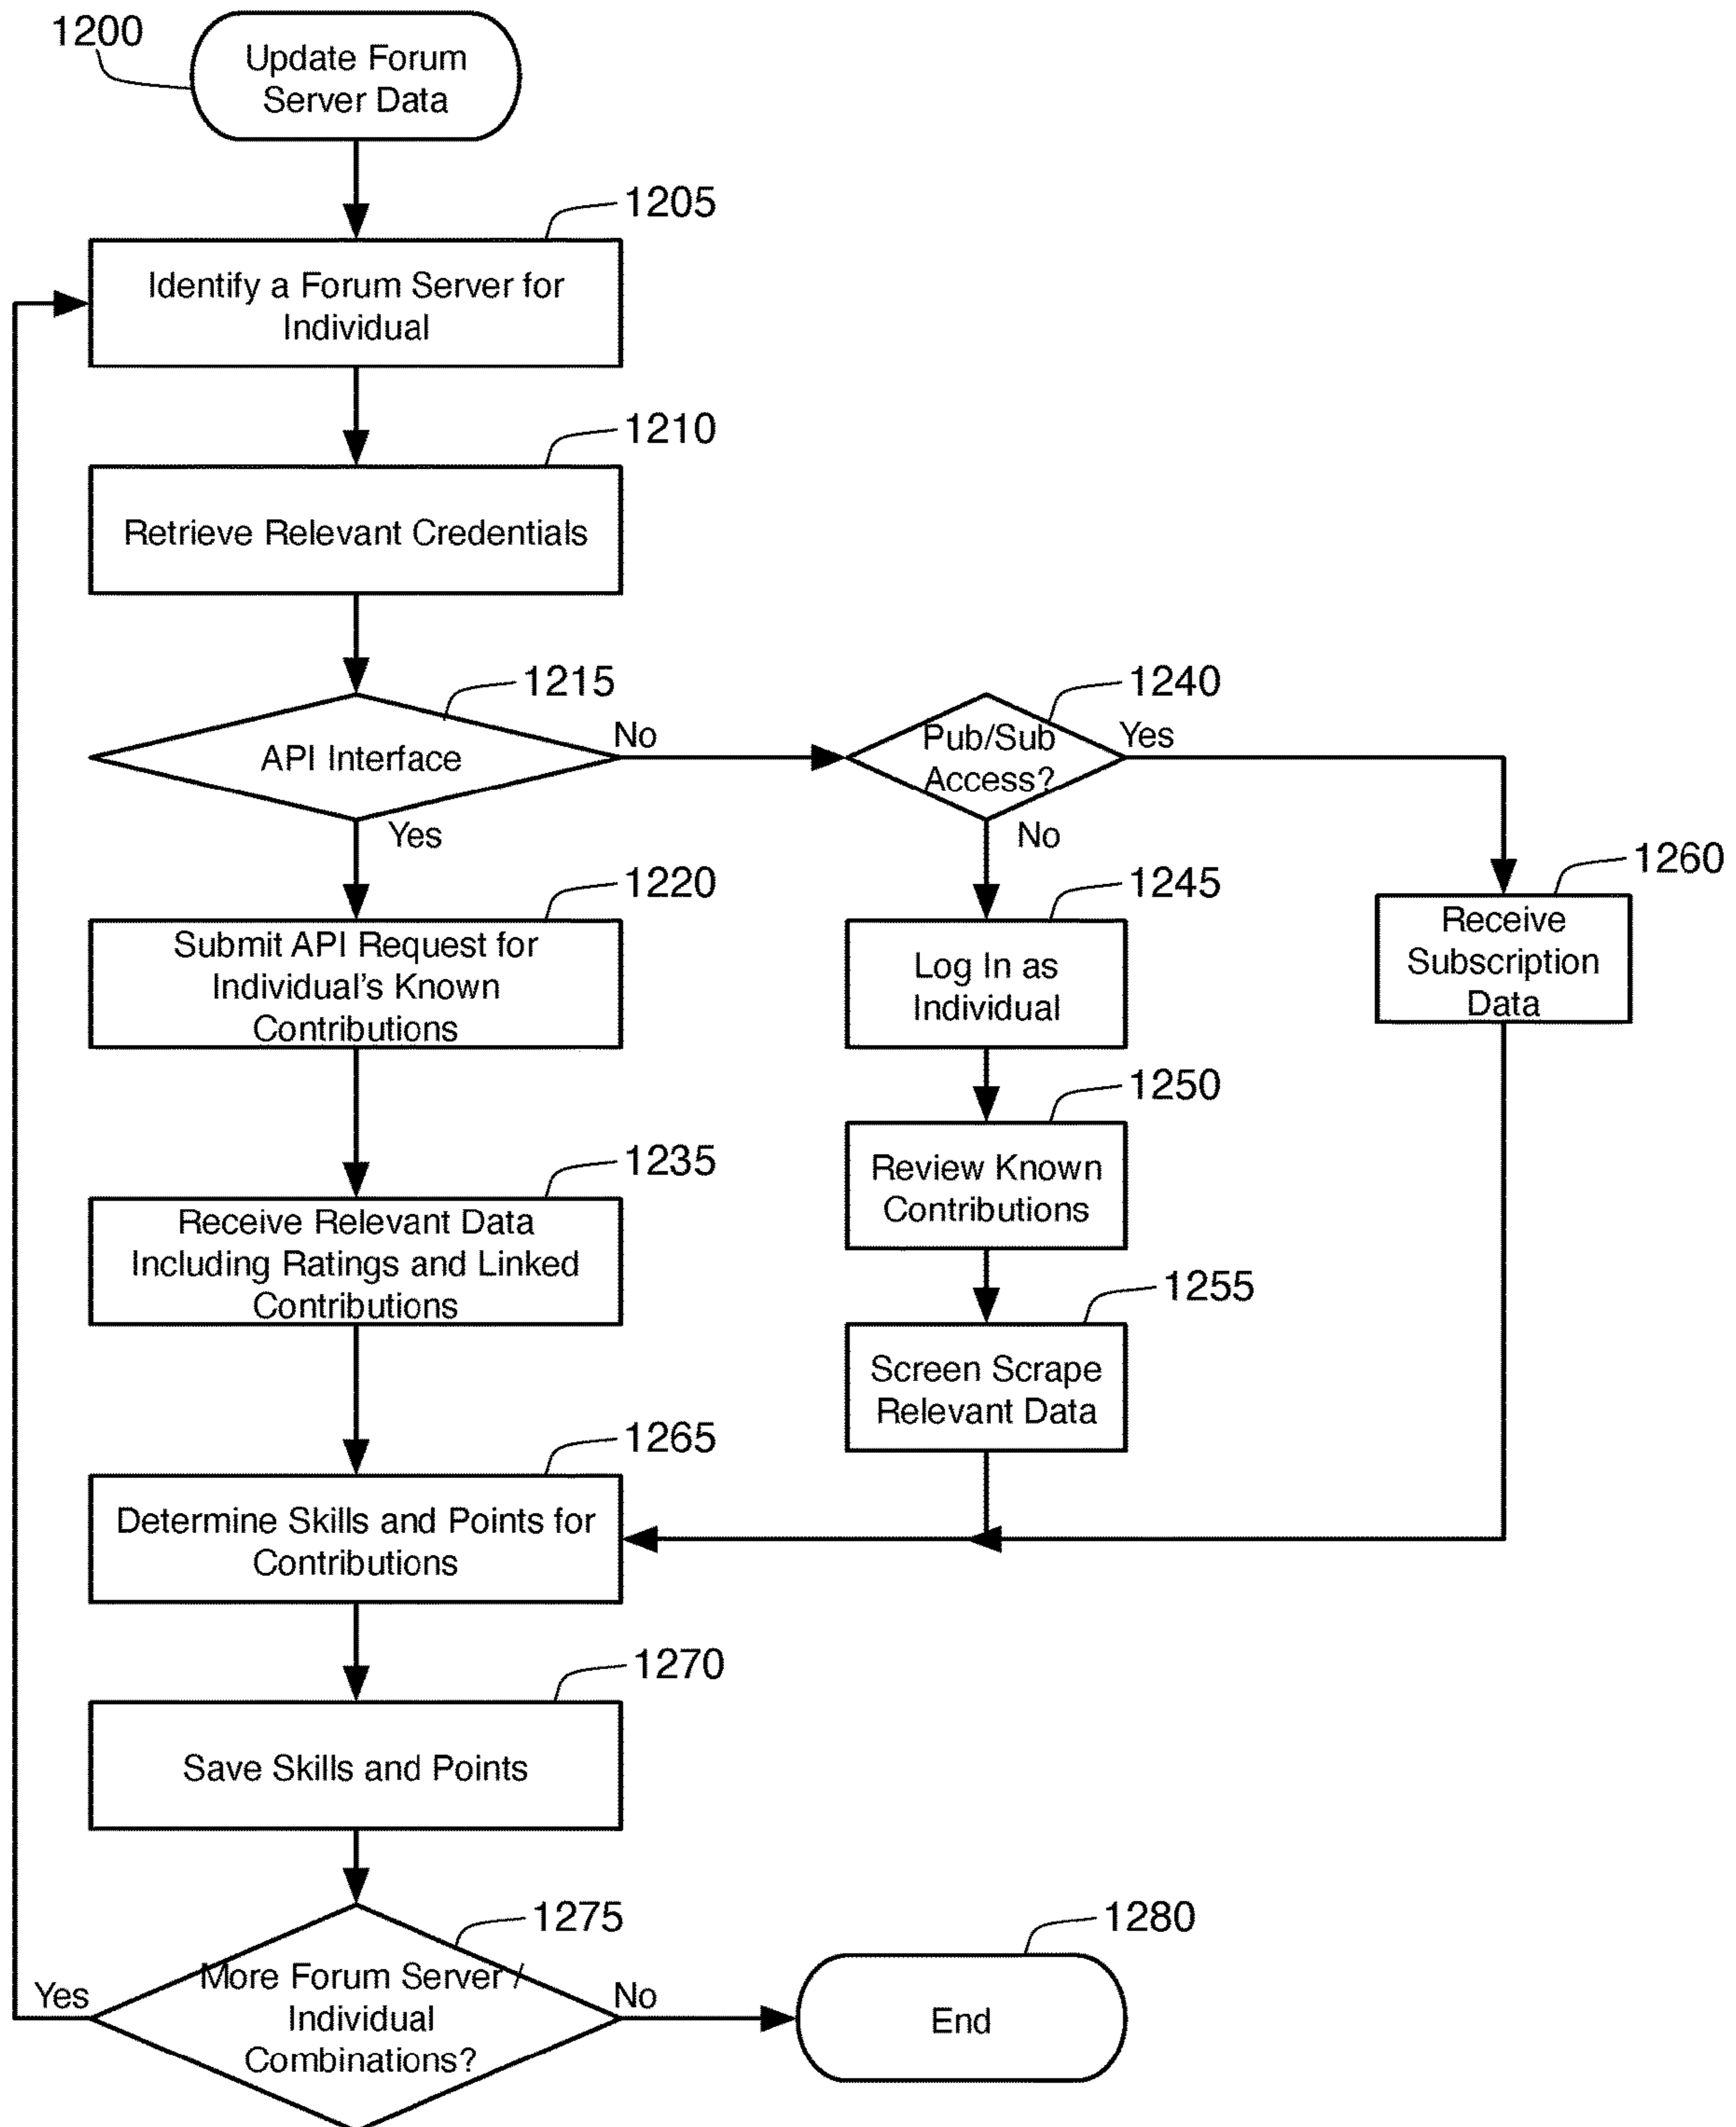 1200
Update Forum
Server Data
1205
Identify a Forum Server for
Individual
1210
Retrieve Relevant Credentials
1215
API Interface
No
Yes
1240
Pub/Sub
Access?
Yes
No
1220
Submit API Request for
Individual's Known
Contributions
1245
Log In as
Individual
1260
Receive
Subscription
Data
1250
Review Known
Contributions
1235
Receive Relevant Data
Including Ratings and Linked
Contributions
1255
Screen Scrape
Relevant Data
1265
Determine Skills and Points for
Contributions
1270
Save Skills and Points
1275
More Forum Server /
Individual
Combinations?
Yes
No
1280
End